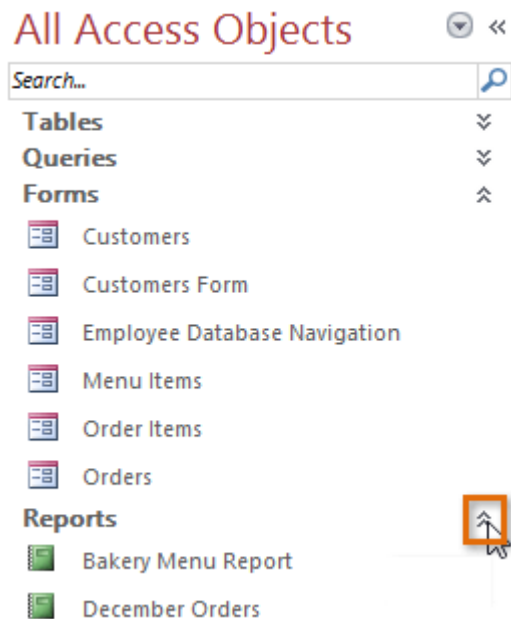 All Access Objects
Search...
Tables
Queries
Forms
Customers
Customers Form
Employee Database Navigation
Menu Items
Order Items
Orders
Reports
Bakery Menu Report
December Orders